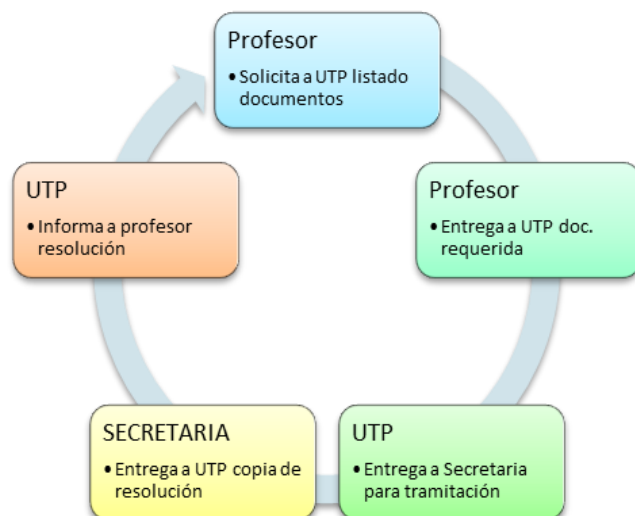 Profesor
• Solicita a UTP listado
documentos
Profesor
• Entrega a UTP doc.
requerida
UTP
• Entrega a Secretaria
para tramitación
SECRETARIA
• Entrega a UTP copia de
resolución
UTP
• Informa a profesor
resolución